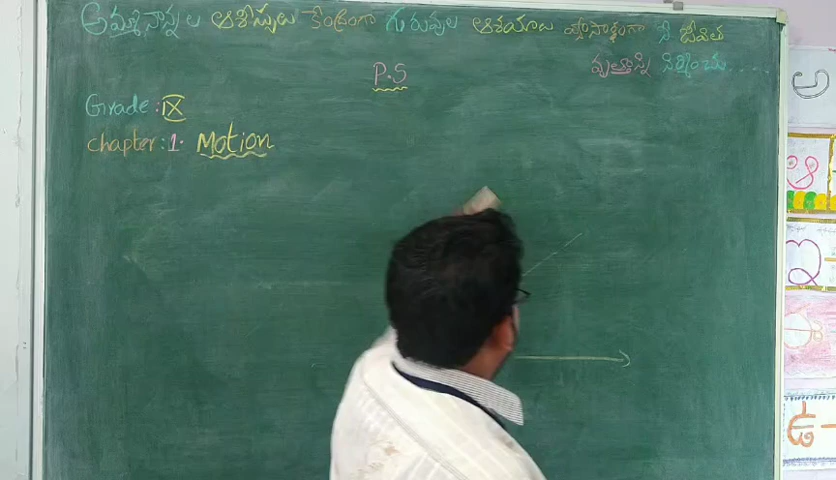 అమ్మానాన్నల ఆశీస్సులు కేంద్రంగా గురువుల ఆశయాలు వ్యాసార్థంగా నీ జీవిత
వృత్తాన్ని నిర్మించు.....
P.S
Grade : IX
chapter : 1. Motion